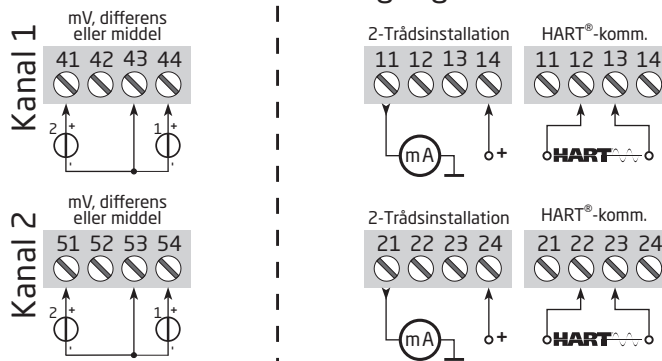 Kanal 1
mV, differens
eller middel
41 42 43 44
2 + -
1 + -
2-Trådsinstallation
11 12 13 14
mA
+
HART®-komm.
11 12 13 14
HART
Kanal 2
mV, differens
eller middel
51 52 53 54
2 + -
1 + -
2-Trådsinstallation
21 22 23 24
mA
+
HART®-komm.
21 22 23 24
HART